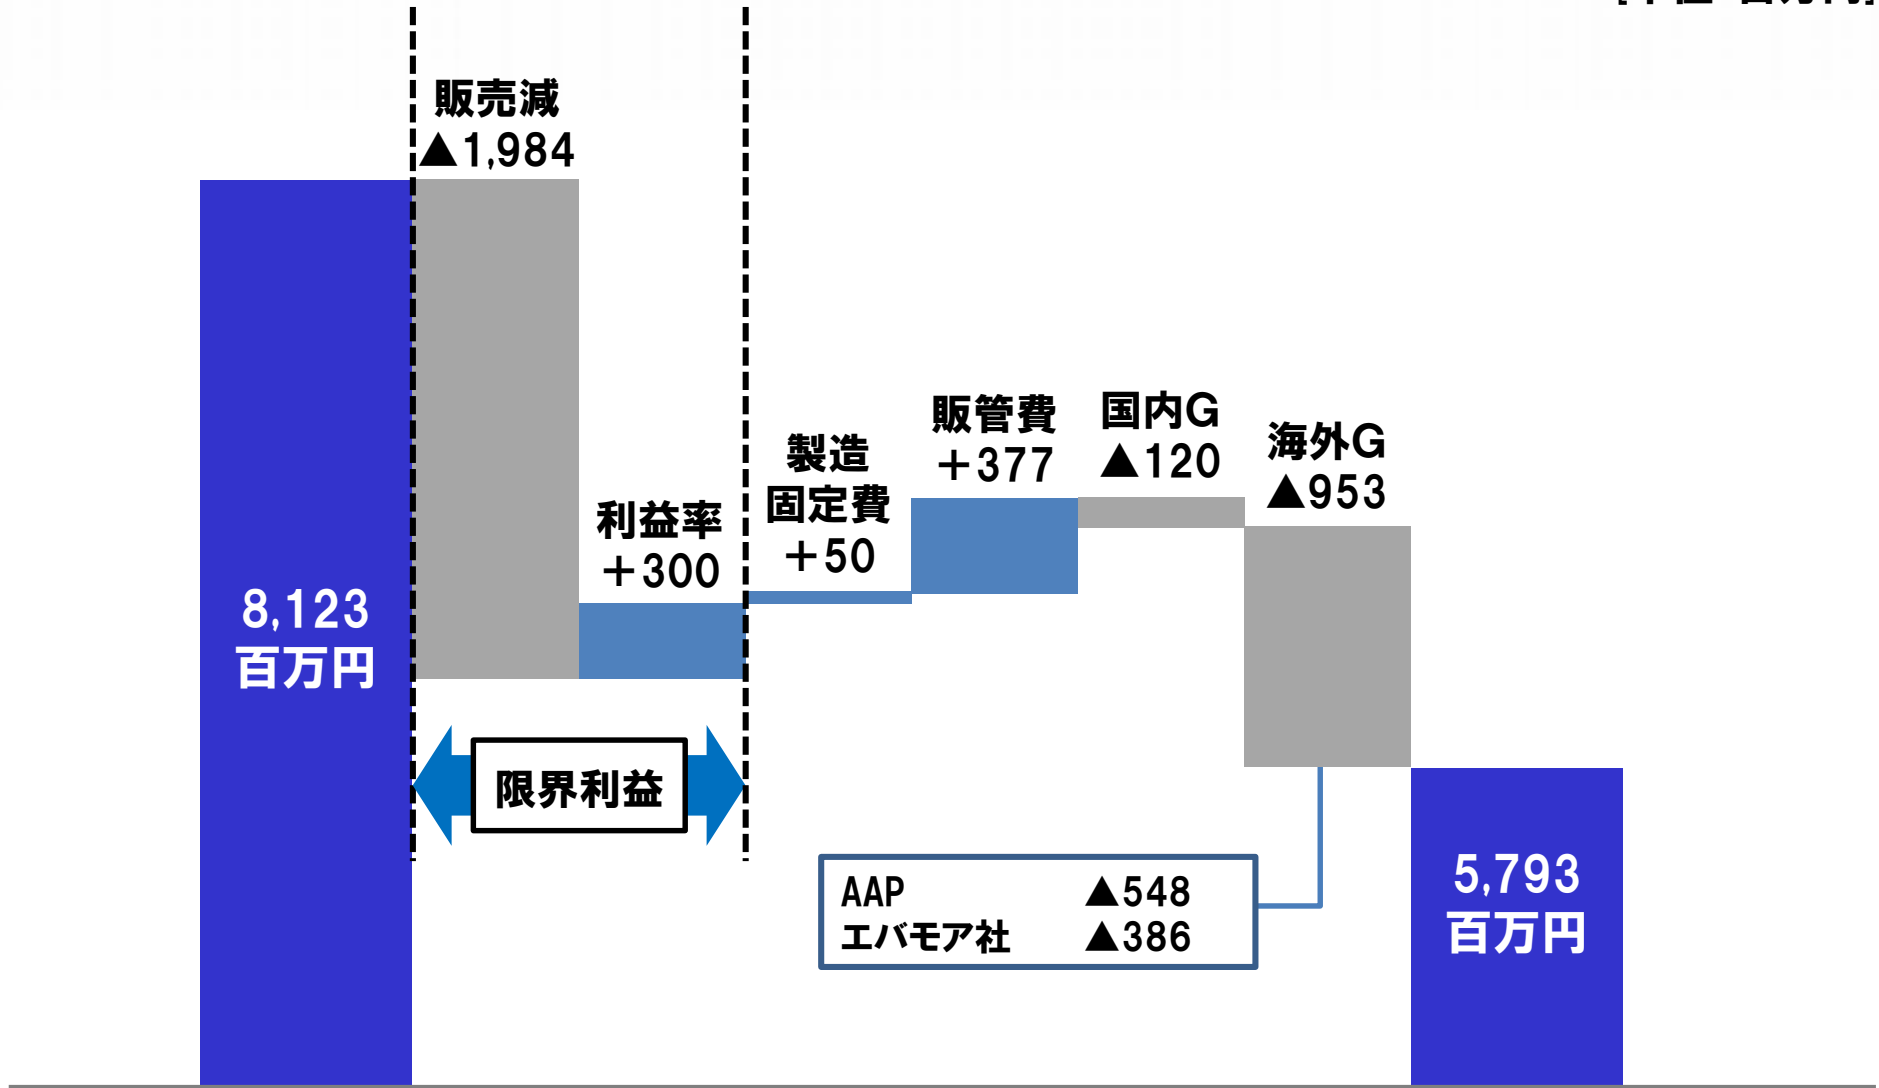 販売減
▲1,984
利益率
＋300
製造
固定費
＋50
販管費
＋377
国内G
▲120
海外G
▲953
8,123
百万円
限界利益
AAP ▲548
エバモア社 ▲386
5,793
百万円